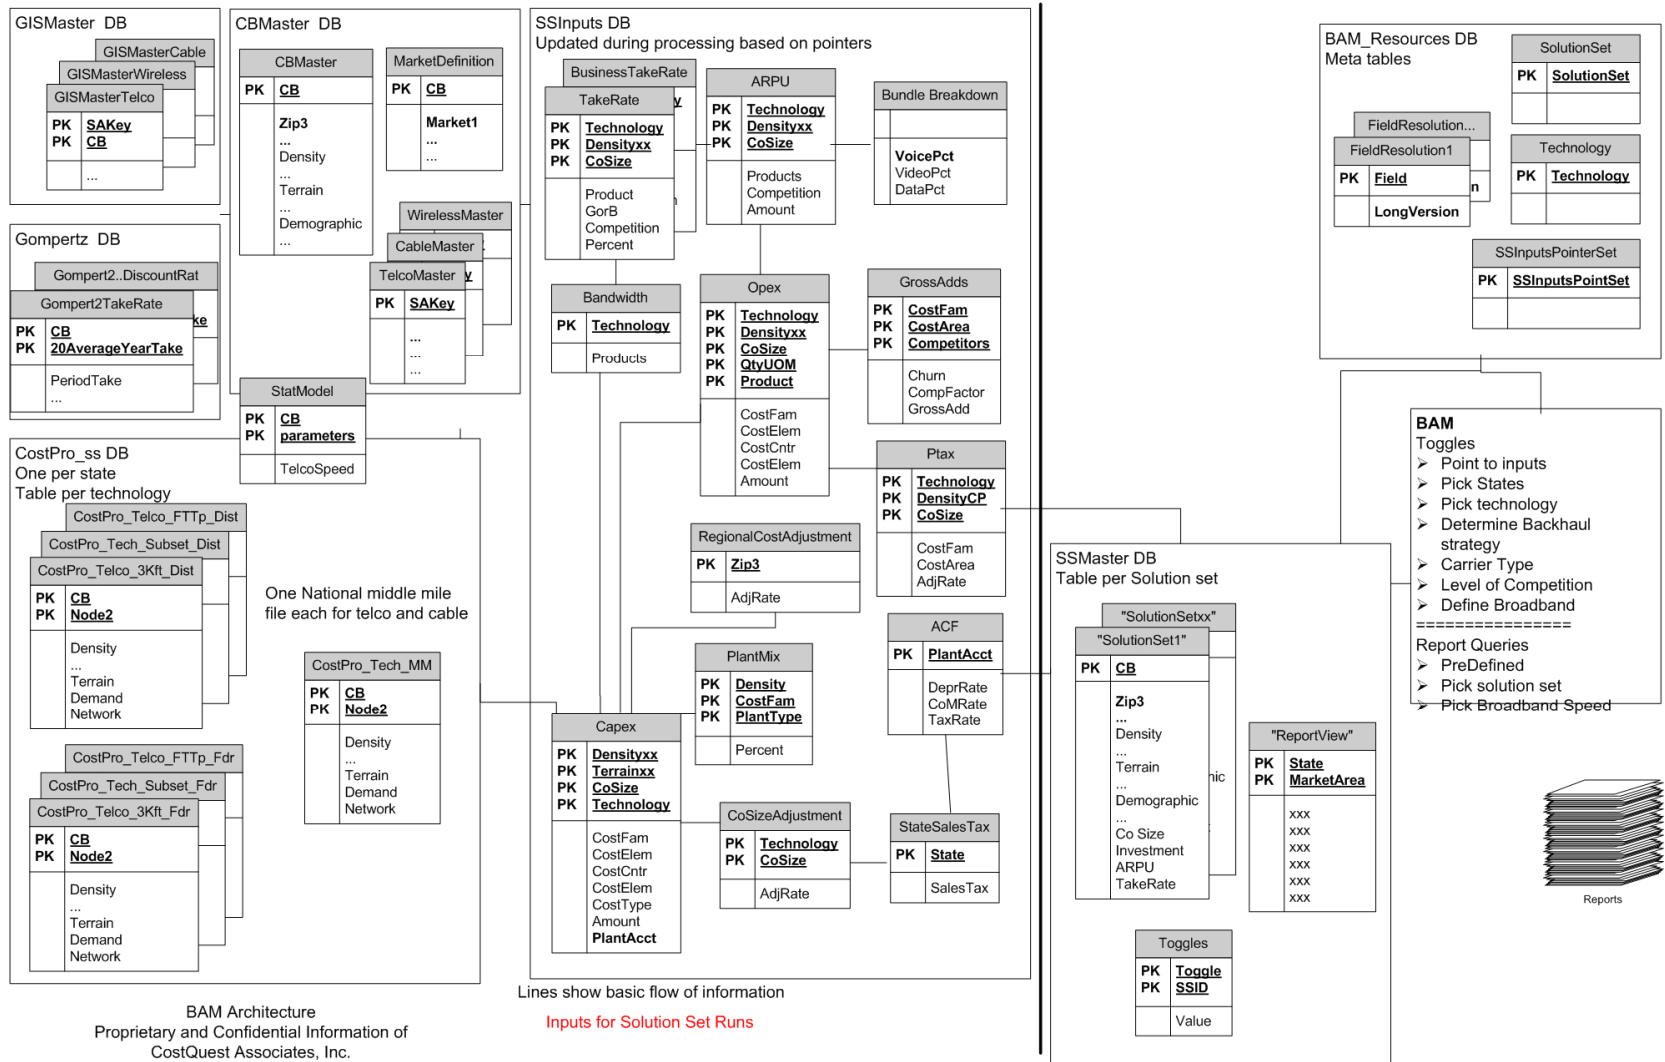 GISMaster DB
GISMasterCable
GISMasterWireless
GISMasterTelco
PK SAKey
PK CB
...
Gompertz DB
Gompert2..DiscountRat
Gompert2TakeRate
ke
PK CB
PK 20AverageYearTake
PeriodTake
...
CBMaster DB
CBMaster
PK CB
Zip3
...
Density
...
Terrain
...
Demographic
...
MarketDefinition
PK CB
Market1
...
...
WirelessMaster
CableMaster
y
TelcoMaster
PK SAKey
...
...
...
StatModel
PK CB
PK parameters
TelcoSpeed
CostPro_ss DB
One per state
Table per technology
CostPro_Telco_FTTp_Dist
CostPro_Tech_Subset_Dist
CostPro_Telco_3Kft_Dist
PK CB
PK Node2
Density
...
Terrain
Demand
Network
One National middle mile
file each for telco and cable
CostPro_Tech_MM
PK CB
PK Node2
Density
...
Terrain
Demand
Network
CostPro_Telco_FTTp_Fdr
CostPro_Tech_Subset_Fdr
CostPro_Telco_3Kft_Fdr
PK CB
PK Node2
Density
...
Terrain
Demand
Network
BAM Architecture
Proprietary and Confidential Information of
CostQuest Associates, Inc.
SSInputs DB
Updated during processing based on pointers
BusinessTakeRate
y
n
TakeRate
PK Technology
PK Densityxx
PK CoSize
Product
GorB
Competition
Percent
ARPU
PK Technology
PK Densityxx
PK CoSize
Products
Competition
Amount
Bundle Breakdown
VoicePct
VideoPct
DataPct
Bandwidth
PK Technology
Products
Opex
PK Technology
PK Densityxx
PK CoSize
PK QtyUOM
PK Product
CostFam
CostElem
CostCntr
CostElem
Amount
GrossAdds
PK CostFam
PK CostArea
PK Competitors
Churn
CompFactor
GrossAdd
Ptax
PK Technology
PK DensityCP
PK CoSize
CostFam
CostArea
AdjRate
RegionalCostAdjustment
PK Zip3
AdjRate
ACF
PK PlantAcct
DeprRate
CoMRate
TaxRate
PlantMix
PK Density
PK CostFam
PK PlantType
Percent
Capex
PK Densityxx
PK Terrainxx
PK CoSize
PK Technology
CostFam
CostElem
CostCntr
CostElem
CostType
Amount
PlantAcct
CoSizeAdjustment
PK Technology
PK CoSize
AdjRate
StateSalesTax
PK State
SalesTax
Lines show basic flow of information
Inputs for Solution Set Runs
BAM_Resources DB
Meta tables
SolutionSet
PK SolutionSet
FieldResolution...
n
FieldResolution1
PK Field
LongVersion
Technology
PK Technology
SSInputsPointerSet
PK SSInputsPointSet
SSMaster DB
Table per Solution set
"SolutionSetxx"
hic
"SolutionSet1"
PK CB
Zip3
...
Density
...
Terrain
...
Demographic
...
Co Size
Investment
ARPU
TakeRate
"ReportView"
PK State
PK MarketArea
xxx
xxx
xxx
xxx
xxx
xxx
Toggles
PK Toggle
PK SSID
Value
BAM
Toggles
➢ Point to inputs
➢ Pick States
➢ Pick technology
➢ Determine Backhaul
strategy
➢ Carrier Type
➢ Level of Competition
➢ Define Broadband
================
Report Queries
➢ PreDefined
➢ Pick solution set
➢ Pick Broadband Speed
Reports